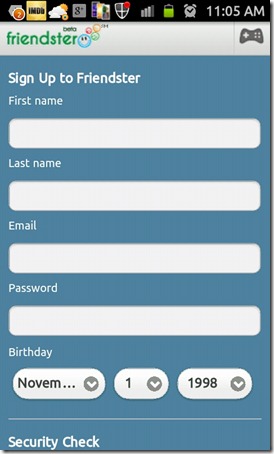 IMDb 11:05 AM
friendster beta
Sign Up to Friendster
First name
Last name
Email
Password
Birthday
Novem... 1 1998
Security Check